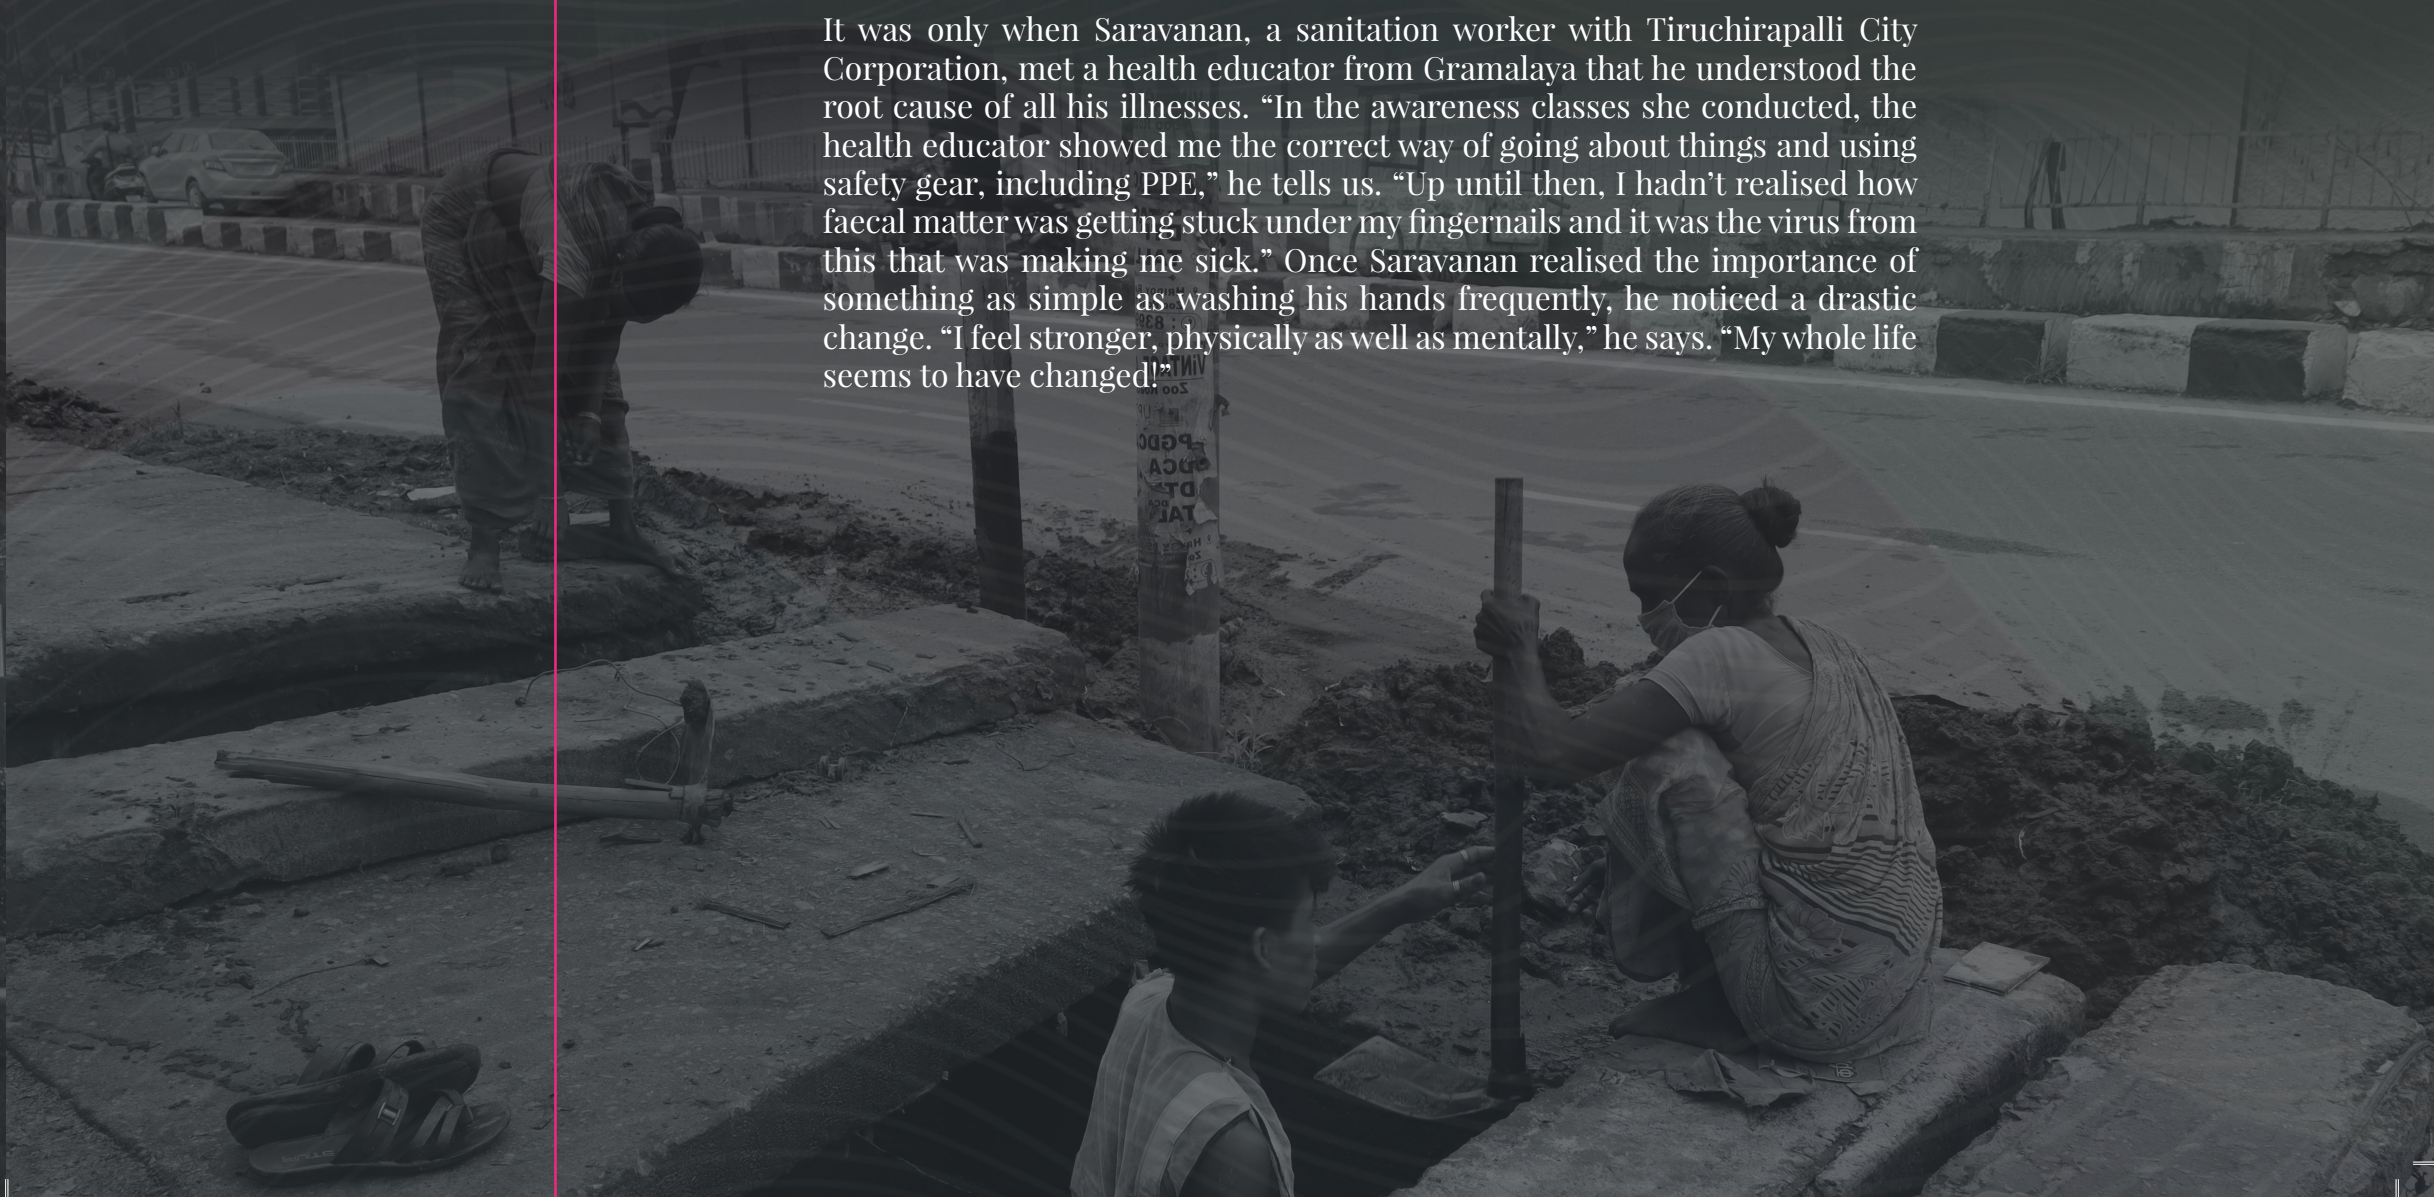 It was only when Saravanan, a sanitation worker with Tiruchirapalli City
Corporation, met a health educator from Gramalaya that he understood the
root cause of all his illnesses. “In the awareness classes she conducted, the
health educator showed me the correct way of going about things and using
safety gear, including PPE,” he tells us. “Up until then, I hadn’t realised how
faecal matter was getting stuck under my fingernails and it was the virus from
this that was making me sick.” Once Saravanan realised the importance of
something as simple as washing his hands frequently, he noticed a drastic
change. “I feel stronger, physically as well as mentally,” he says. “My whole life
seems to have changed!”
PGDC